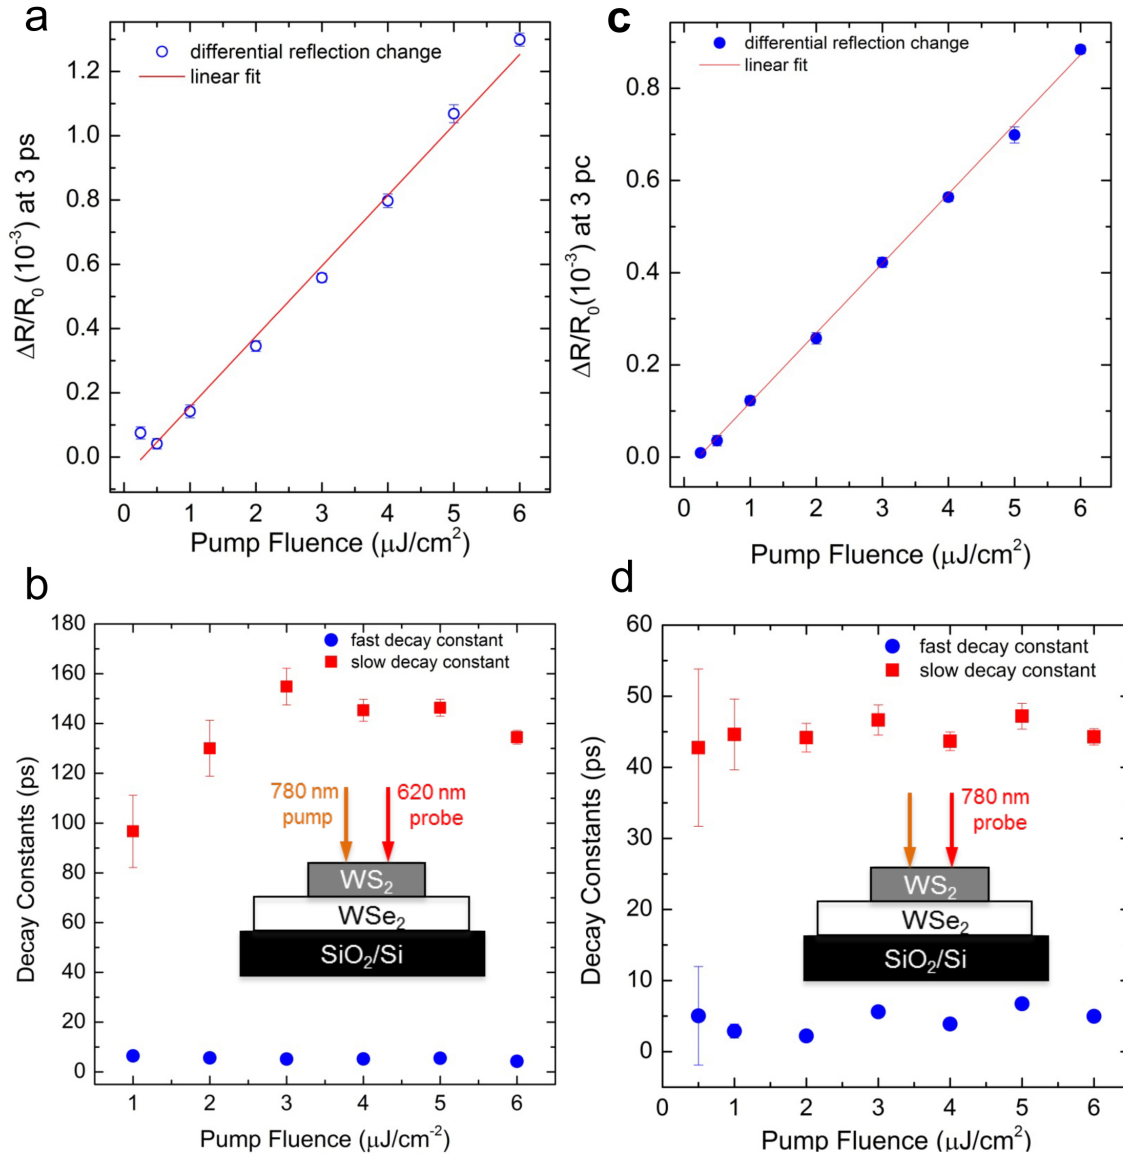 a
differential reflection change
linear fit
ΔR/R₀ (10⁻³) at 3 ps
1.2
1.0
0.8
0.6
0.4
0.2
0.0
0 1 2 3 4 5 6
Pump Fluence (μJ/cm²)
c
differential reflection change
linear fit
ΔR/R₀(10⁻³) at 3 pc
0.8
0.6
0.4
0.2
0.0
0 1 2 3 4 5 6
Pump Fluence (μJ/cm²)
b
fast decay constant
slow decay constant
Decay Constants (ps)
180
160
140
120
100
80
60
40
20
0
780 nm
pump
620 nm
probe
WS₂
WSe₂
SiO₂/Si
1 2 3 4 5 6
Pump Fluence (μJ/cm⁻²)
d
fast decay constant
slow decay constant
Decay Constants (ps)
60
50
40
30
20
10
0
780 nm
probe
WS₂
WSe₂
SiO₂/Si
0 1 2 3 4 5 6
Pump Fluence (μJ/cm²)